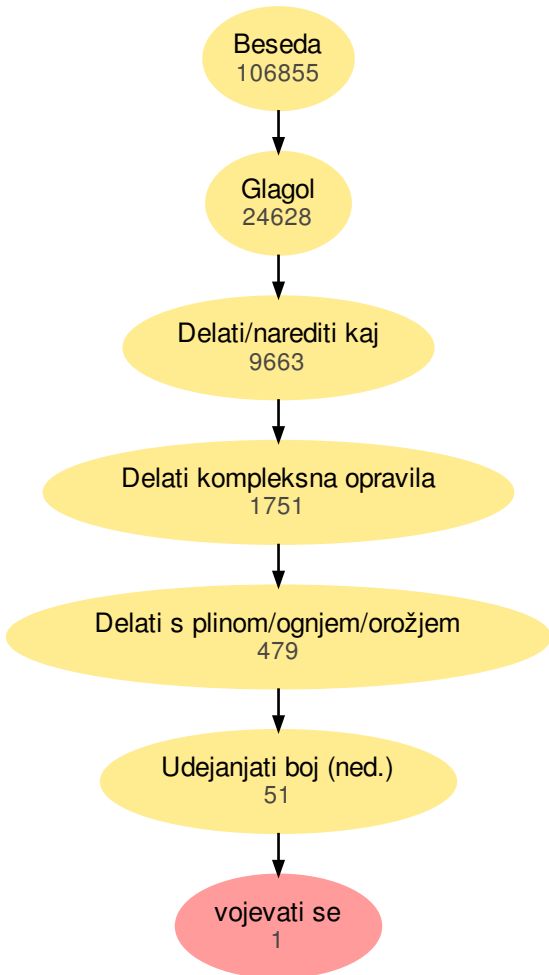 Beseda
106855
Glagol
24628
Delati/narediti kaj
9663
Delati kompleksna opravila
1751
Delati s plinom/ognjem/orožjem
479
Udejanjati boj (ned.)
51
vojevati se
1